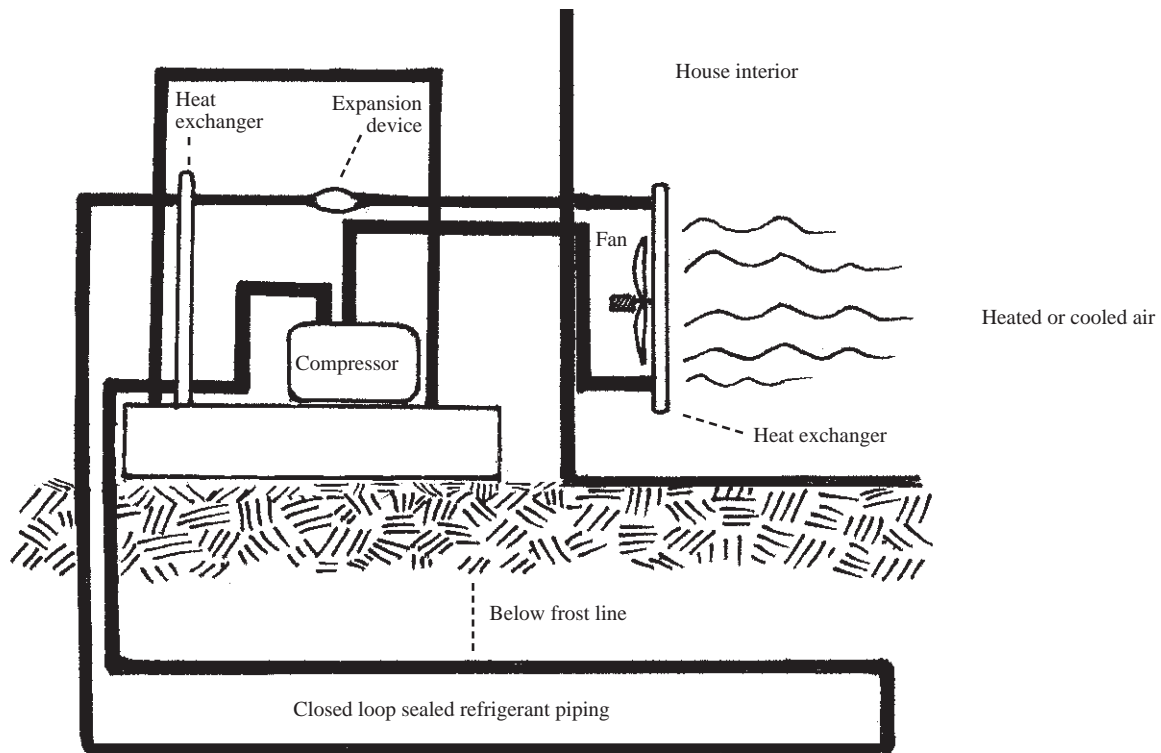 House interior
Heat
exchanger
Expansion
device
Fan
Heated or cooled air
Compressor
Heat exchanger
Below frost line
Closed loop sealed refrigerant piping